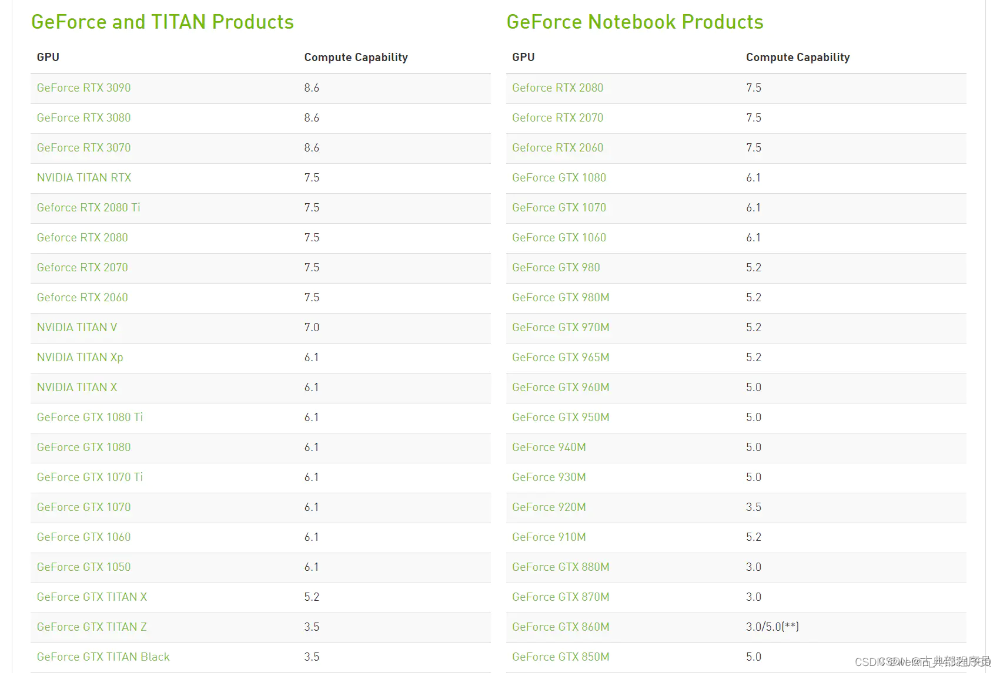 GeForce and TITAN Products
GPU Compute Capability
GeForce RTX 3090 8.6
GeForce RTX 3080 8.6
GeForce RTX 3070 8.6
NVIDIA TITAN RTX 7.5
Geforce RTX 2080 Ti 7.5
Geforce RTX 2080 7.5
Geforce RTX 2070 7.5
Geforce RTX 2060 7.5
NVIDIA TITAN V 7.0
NVIDIA TITAN Xp 6.1
NVIDIA TITAN X 6.1
GeForce GTX 1080 Ti 6.1
GeForce GTX 1080 6.1
GeForce GTX 1070 Ti 6.1
GeForce GTX 1070 6.1
GeForce GTX 1060 6.1
GeForce GTX 1050 6.1
GeForce GTX TITAN X 5.2
GeForce GTX TITAN Z 3.5
GeForce GTX TITAN Black 3.5
GeForce Notebook Products
GPU Compute Capability
Geforce RTX 2080 7.5
Geforce RTX 2070 7.5
Geforce RTX 2060 7.5
GeForce GTX 1080 6.1
GeForce GTX 1070 6.1
GeForce GTX 1060 6.1
GeForce GTX 980 5.2
GeForce GTX 980M 5.2
GeForce GTX 970M 5.2
GeForce GTX 965M 5.2
GeForce GTX 960M 5.0
GeForce GTX 950M 5.0
GeForce 940M 5.0
GeForce 930M 5.0
GeForce 920M 3.5
GeForce 910M 5.2
GeForce GTX 880M 3.0
GeForce GTX 870M 3.0
GeForce GTX 860M 3.0/5.0(**)
GeForce GTX 850M 5.0
CSDN @古典部程序员